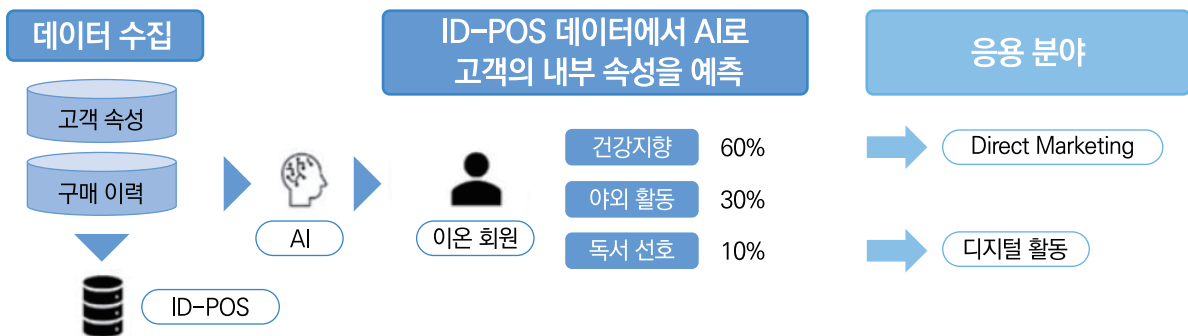 데이터 수집
고객 속성
구매 이력
ID-POS
AI
ID-POS 데이터에서 AI로
고객의 내부 속성을 예측
이온 회원
건강지향 60%
야외 활동 30%
독서 선호 10%
응용 분야
Direct Marketing
디지털 활동